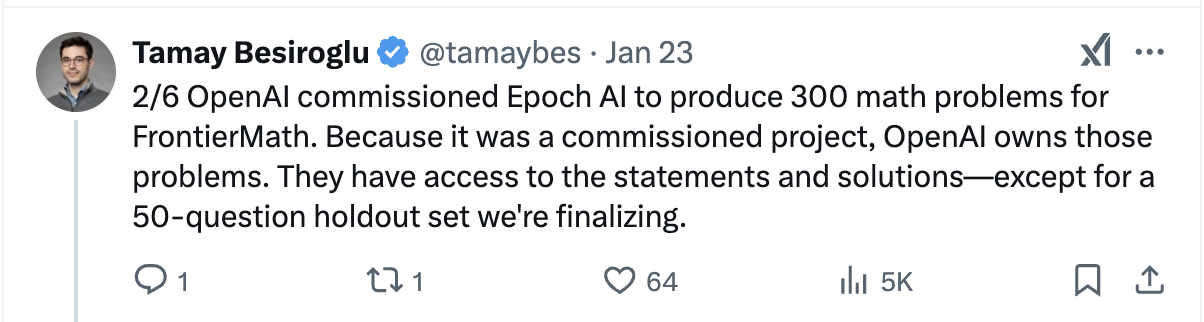 Tamay Besiroglu @tamaybes · Jan 23
2/6 OpenAI commissioned Epoch AI to produce 300 math problems for
FrontierMath. Because it was a commissioned project, OpenAI owns those
problems. They have access to the statements and solutions—except for a
50-question holdout set we're finalizing.
1 1 64 5K